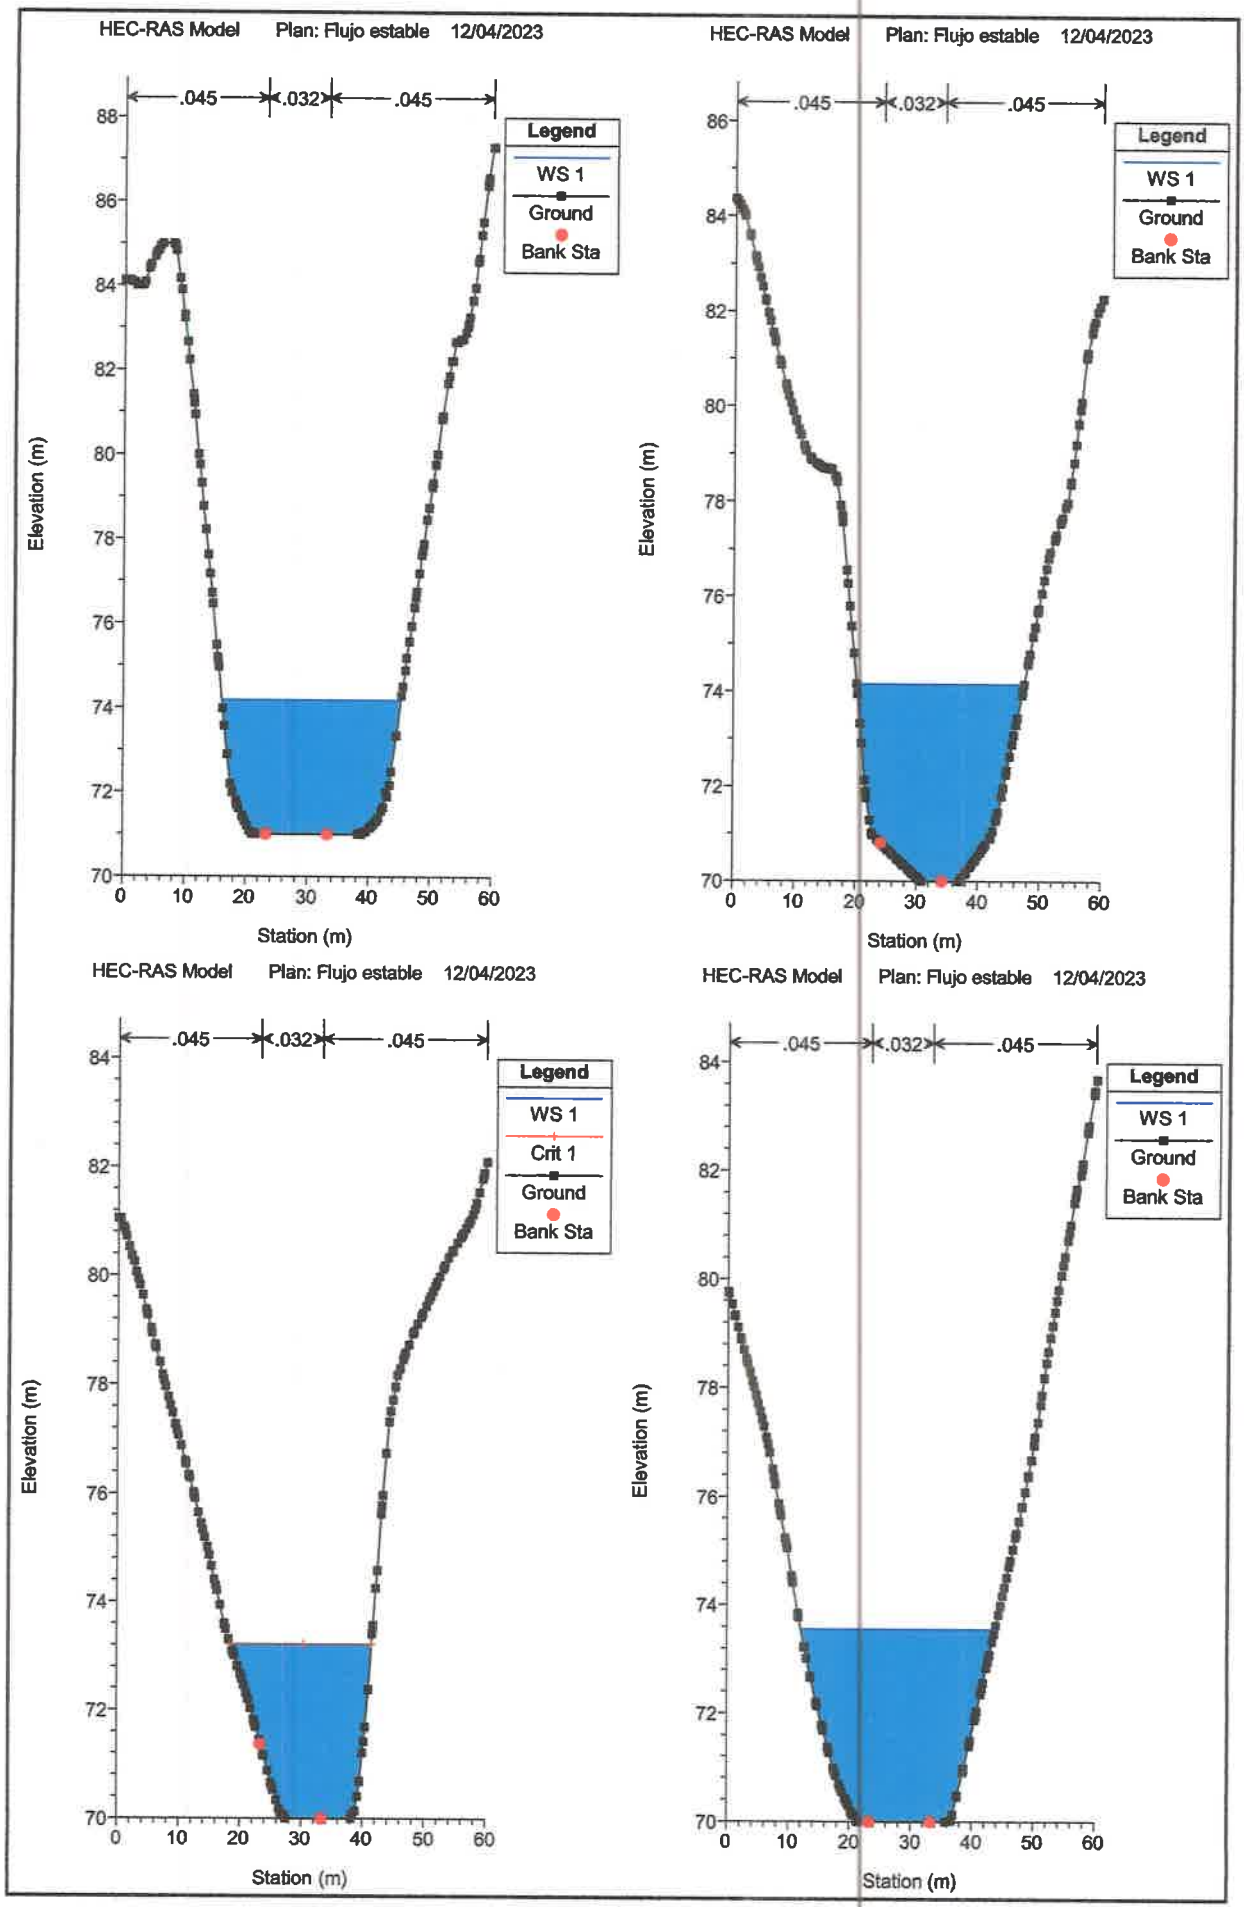 HEC-RAS Model Plan: Flujo estable 12/04/2023
.045 .032 .045
88
86
84
82
80
78
76
74
72
70
Elevation (m)
0 10 20 30 40 50 60
Station (m)
Legend
WS 1
Ground
Bank Sta
HEC-RAS Model Plan: Flujo estable 12/04/2023
.045 .032 .045
86
84
82
80
78
76
74
72
70
Elevation (m)
0 10 20 30 40 50 60
Station (m)
Legend
WS 1
Ground
Bank Sta
HEC-RAS Model Plan: Flujo estable 12/04/2023
.045 .032 .045
84
82
80
78
76
74
72
70
Elevation (m)
0 10 20 30 40 50 60
Station (m)
Legend
WS 1
Crit 1
Ground
Bank Sta
HEC-RAS Model Plan: Flujo estable 12/04/2023
.045 .032 .045
84
82
80
78
76
74
72
70
Elevation (m)
0 10 20 30 40 50 60
Station (m)
Legend
WS 1
Ground
Bank Sta